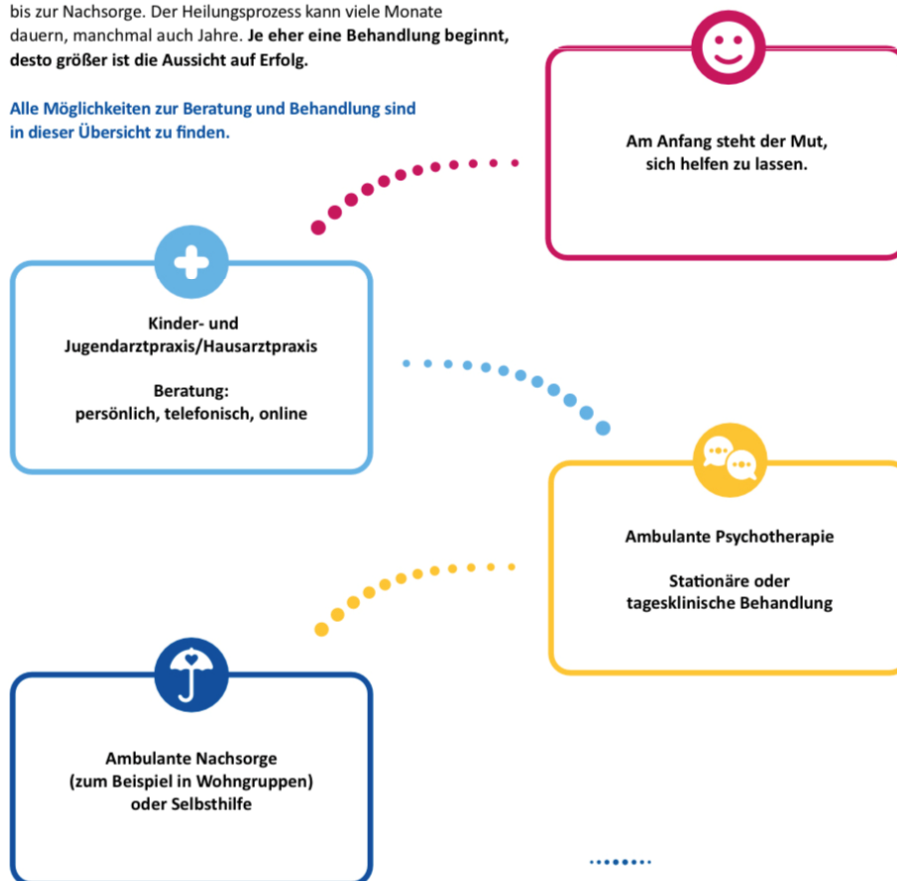 bis zur Nachsorge. Der Heilungsprozess kann viele Monate
dauern, manchmal auch Jahre. Je eher eine Behandlung beginnt,
desto größer ist die Aussicht auf Erfolg.
Alle Möglichkeiten zur Beratung und Behandlung sind
in dieser Übersicht zu finden.
Am Anfang steht der Mut,
sich helfen zu lassen.
Kinder- und
Jugendarztpraxis/Hausarztpraxis
Beratung:
persönlich, telefonisch, online
Ambulante Psychotherapie
Stationäre oder
tagesklinische Behandlung
Ambulante Nachsorge
(zum Beispiel in Wohngruppen)
oder Selbsthilfe